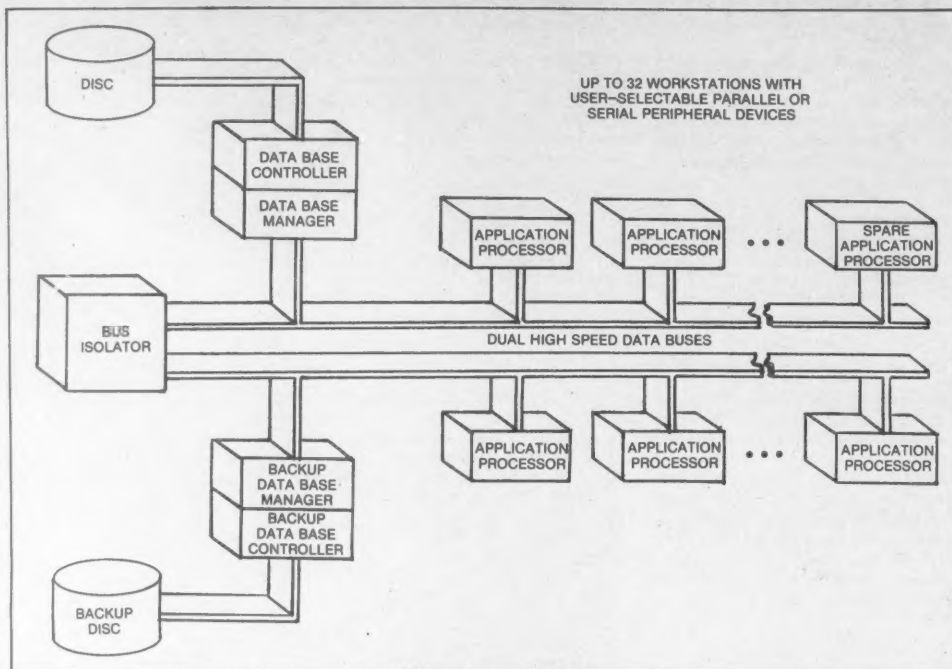 DISC
UP TO 32 WORKSTATIONS WITH
USER-SELECTABLE PARALLEL OR
SERIAL PERIPHERAL DEVICES
DATA BASE
CONTROLLER
DATA BASE
MANAGER
APPLICATION
PROCESSOR
APPLICATION
PROCESSOR
SPARE
APPLICATION
PROCESSOR
BUS
ISOLATOR
DUAL HIGH SPEED DATA BUSES
APPLICATION
PROCESSOR
APPLICATION
PROCESSOR
APPLICATION
PROCESSOR
BACKUP
DATA BASE
MANAGER
BACKUP
DATA BASE
CONTROLLER
BACKUP
DISC